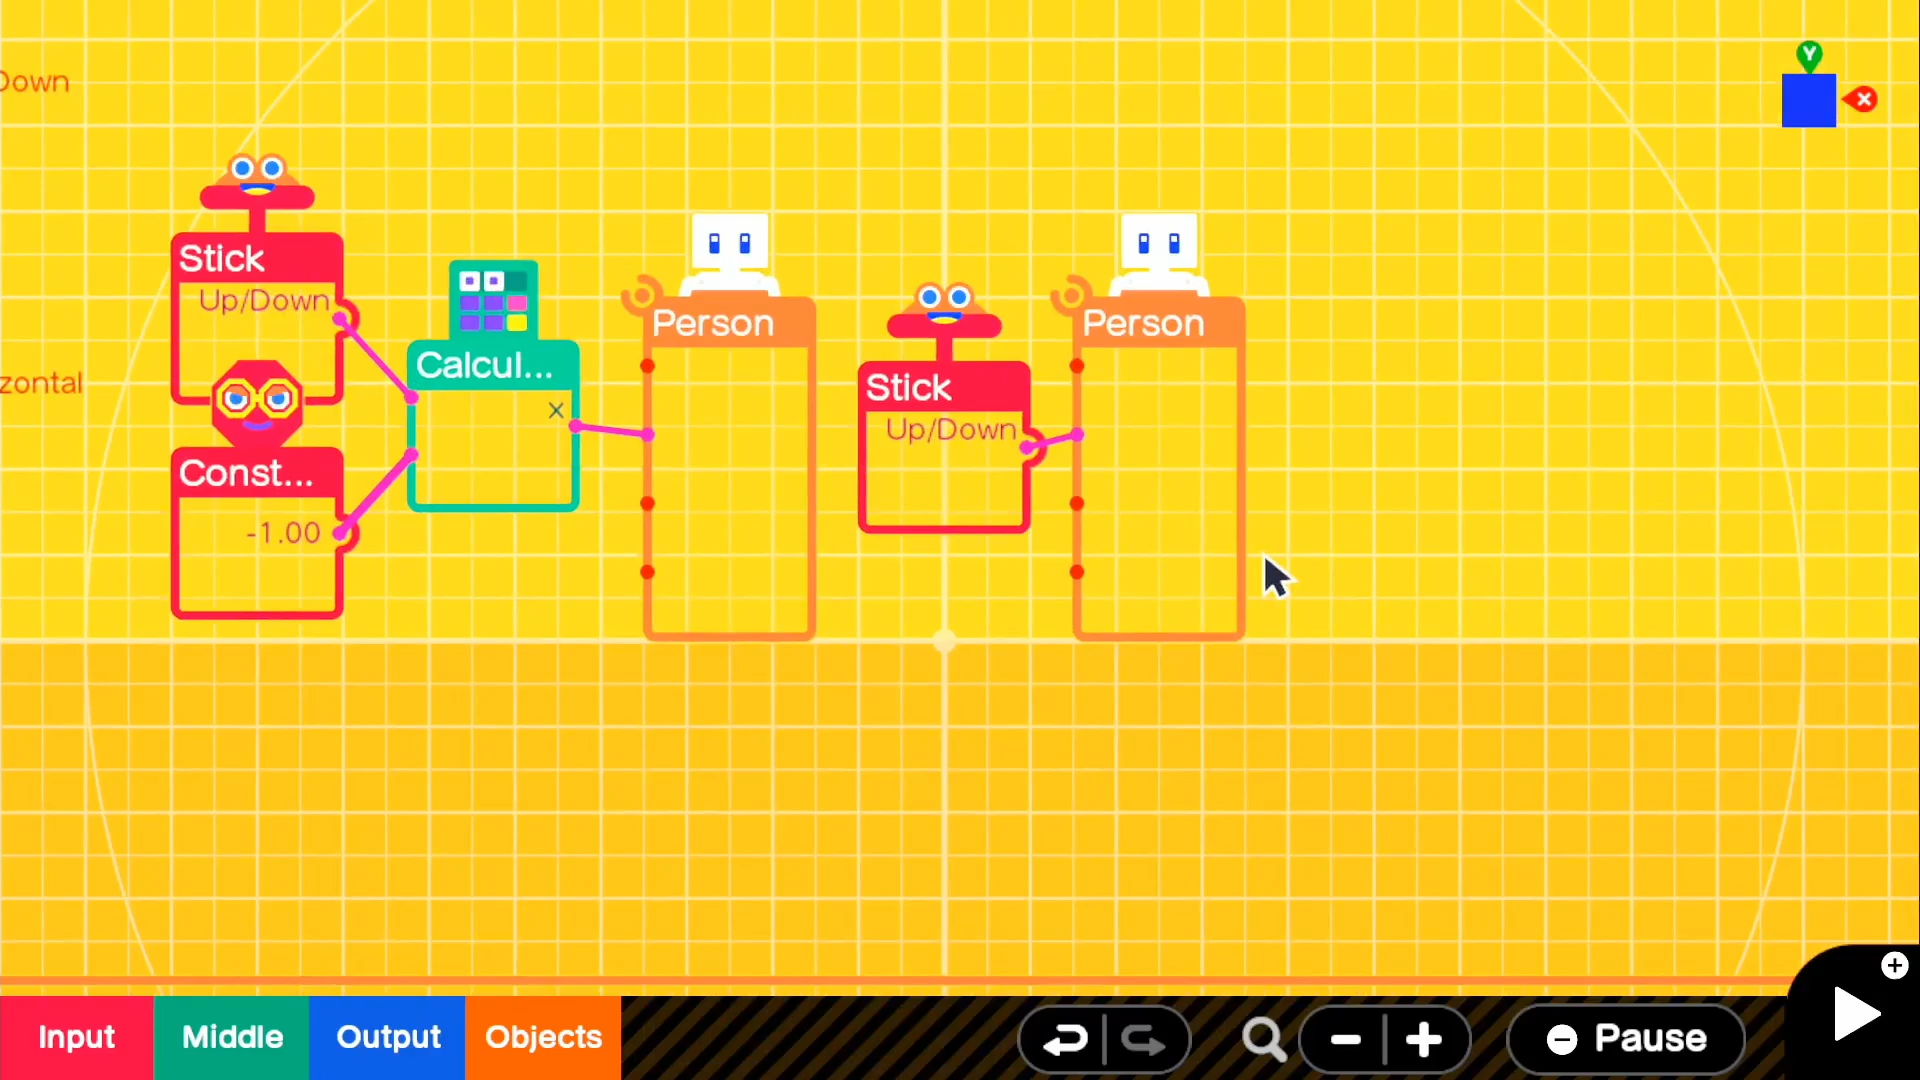 Down
Y
X
Stick
Up/Down
zontal
Const...
-1.00
Calcul...
×
Person
Stick
Up/Down
Person
Input
Middle
Output
Objects
Pause